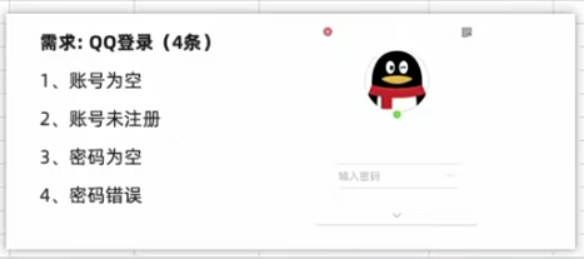 需求: QQ登录（4条）
1、账号为空
2、账号未注册
3、密码为空
4、密码错误
输入密码